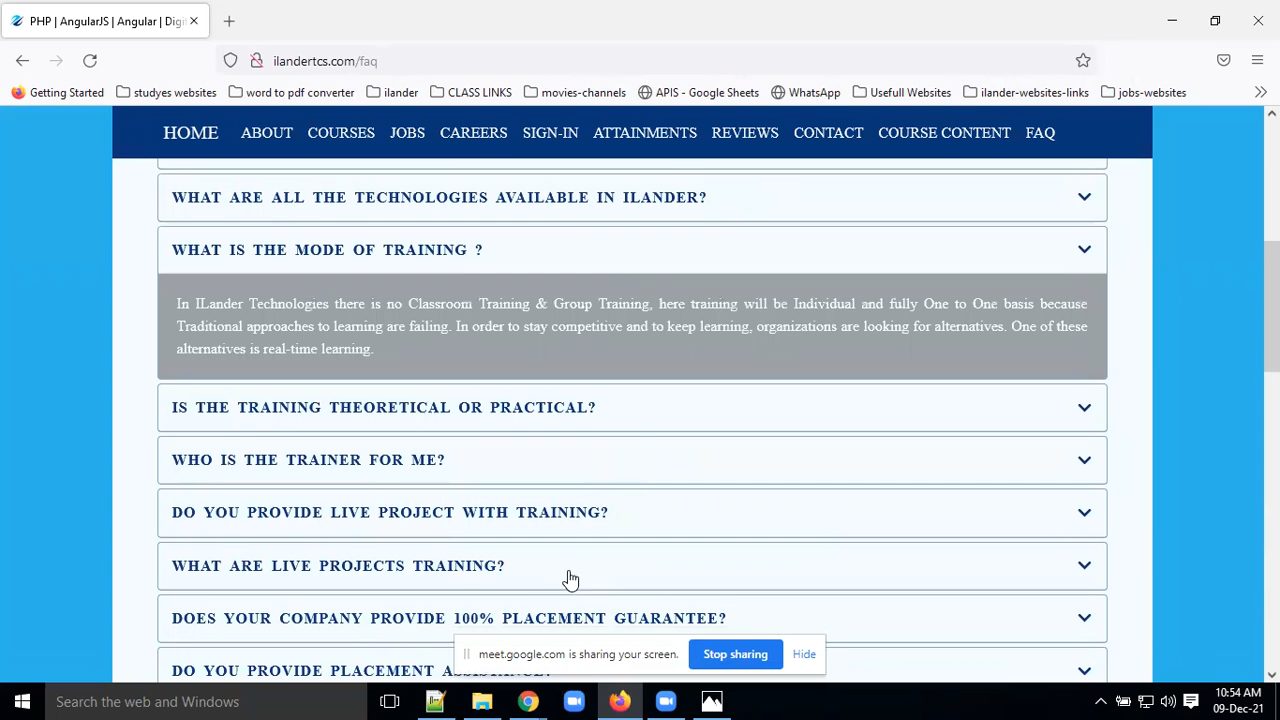 PHP | AngularJS | Angular | Digi
ilandertcs.com/faq
Getting Started studyes websites word to pdf converter ilander CLASS LINKS movies-channels APIS - Google Sheets WhatsApp Usefull Websites ilander-websites-links jobs-websites
HOME ABOUT COURSES JOBS CAREERS SIGN-IN ATTAINMENTS REVIEWS CONTACT COURSE CONTENT FAQ
WHAT ARE ALL THE TECHNOLOGIES AVAILABLE IN ILANDER?
WHAT IS THE MODE OF TRAINING ?
In ILander Technologies there is no Classroom Training & Group Training, here training will be Individual and fully One to One basis because
Traditional approaches to learning are failing. In order to stay competitive and to keep learning, organizations are looking for alternatives. One of these
alternatives is real-time learning.
IS THE TRAINING THEORETICAL OR PRACTICAL?
WHO IS THE TRAINER FOR ME?
DO YOU PROVIDE LIVE PROJECT WITH TRAINING?
WHAT ARE LIVE PROJECTS TRAINING?
DOES YOUR COMPANY PROVIDE 100% PLACEMENT GUARANTEE?
DO YOU PROVIDE PLACEMENT ASSISTANCE?
meet.google.com is sharing your screen. Stop sharing Hide
Search the web and Windows
10:54 AM
09-Dec-21